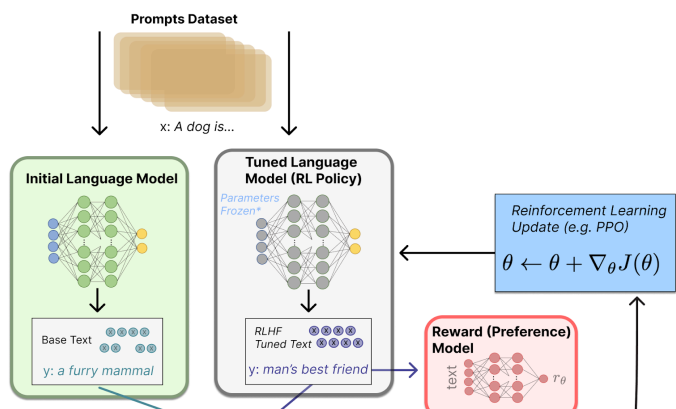 Prompts Dataset
x: A dog is...
Initial Language Model
Tuned Language
Model (RL Policy)
Parameters
Frozen*
Reinforcement Learning
Update (e.g. PPO)
θ ← θ + ∇θJ(θ)
Base Text
x x x x
x x x x
y: a furry mammal
RLHF
Tuned Text
x x x x
x x x x
y: man's best friend
Reward (Preference)
Model
text
rθ